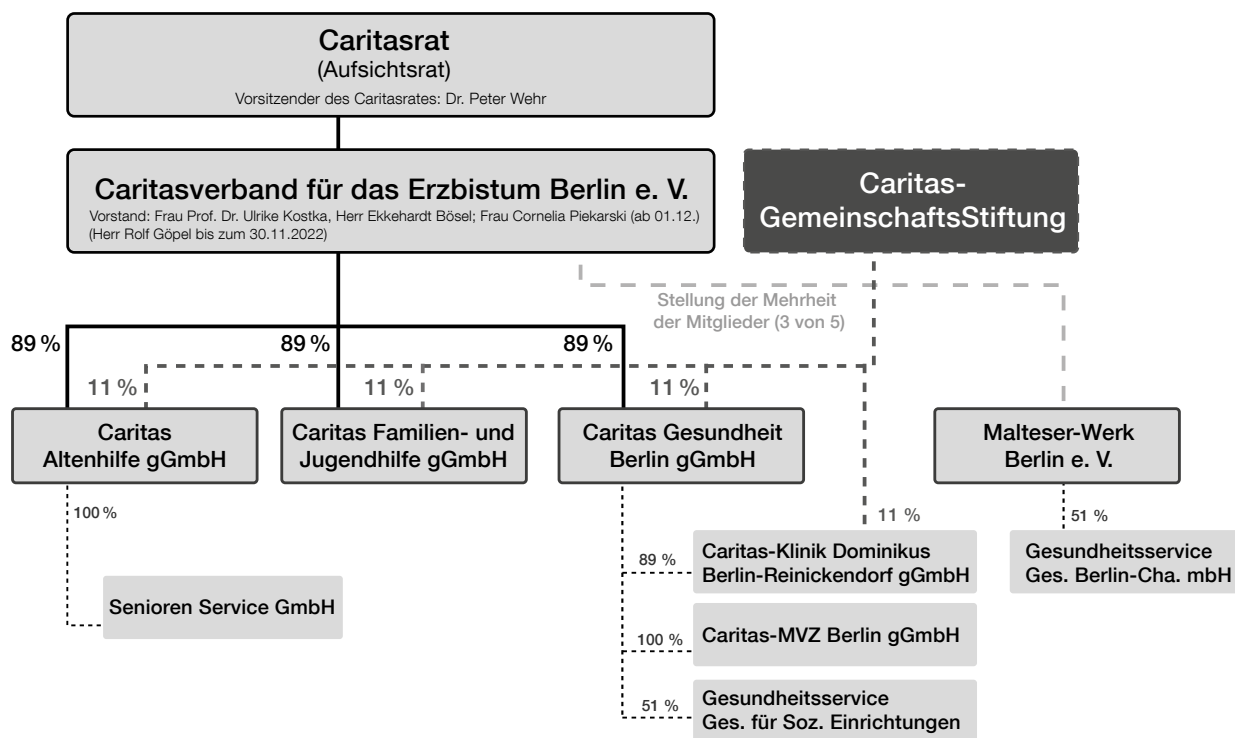 Caritasrat
(Aufsichtsrat)
Vorsitzender des Caritasrates: Dr. Peter Wehr
Caritasverband für das Erzbistum Berlin e. V.
Vorstand: Frau Prof. Dr. Ulrike Kostka, Herr Ekkehardt Bösel; Frau Cornelia Piekarski (ab 01.12.)
(Herr Rolf Göpel bis zum 30.11.2022)
Caritas-
GemeinschaftsStiftung
Stellung der Mehrheit
der Mitglieder (3 von 5)
89 %
89 %
89 %
11 %
11 %
11 %
Caritas
Altenhilfe gGmbH
Caritas Familien- und
Jugendhilfe gGmbH
Caritas Gesundheit
Berlin gGmbH
Malteser-Werk
Berlin e. V.
100 %
11 %
51 %
89 %
Caritas-Klinik Dominikus
Berlin-Reinickendorf gGmbH
Gesundheitsservice
Ges. Berlin-Cha. mbH
Senioren Service GmbH
100 %
Caritas-MVZ Berlin gGmbH
51 %
Gesundheitsservice
Ges. für Soz. Einrichtungen